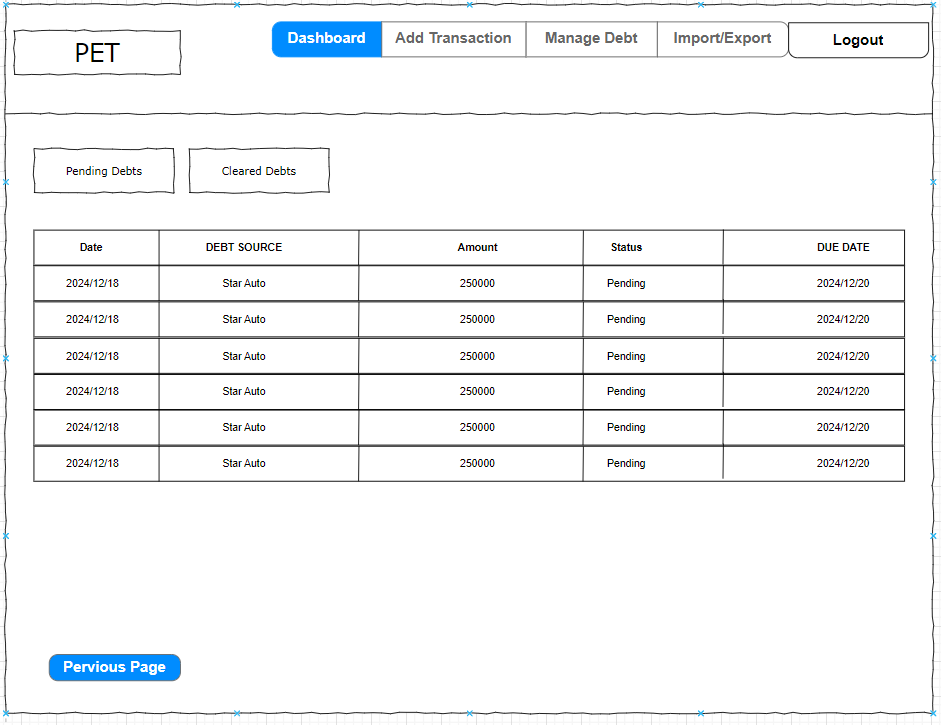 PET
Dashboard Add Transaction Manage Debt Import/Export Logout
Pending Debts Cleared Debts
Date DEBT SOURCE Amount Status DUE DATE
2024/12/18 Star Auto 250000 Pending 2024/12/20
2024/12/18 Star Auto 250000 Pending 2024/12/20
2024/12/18 Star Auto 250000 Pending 2024/12/20
2024/12/18 Star Auto 250000 Pending 2024/12/20
2024/12/18 Star Auto 250000 Pending 2024/12/20
2024/12/18 Star Auto 250000 Pending 2024/12/20
Pervious Page